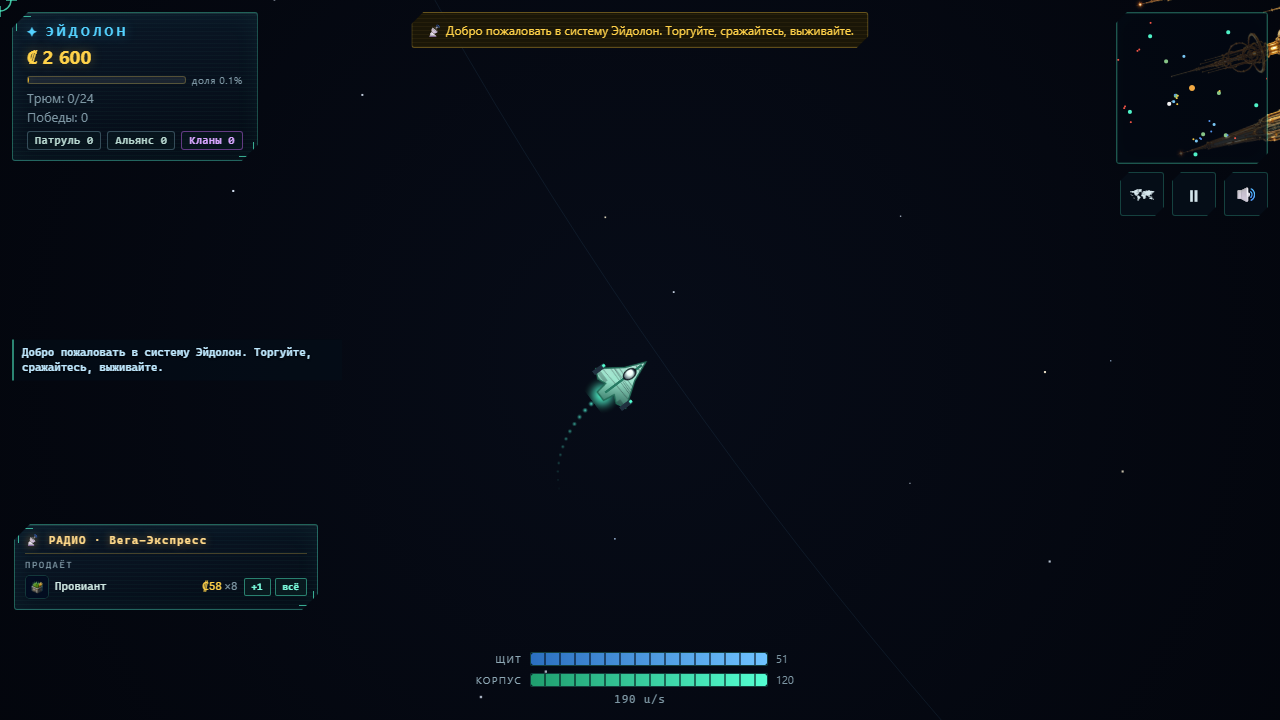 ЭЙДОЛОН
₡ 2 600
доля 0.1%
Трюм: 0/24
Победы: 0
Патруль 0 Альянс 0 Кланы 0
Добро пожаловать в систему Эйдолон. Торгуйте, сражайтесь, выживайте.
Добро пожаловать в систему Эйдолон. Торгуйте,
сражайтесь, выживайте.
РАДИО · Вега-Экспресс
ПРОДАЁТ
Провиант ₡58 ×8 +1 всё
ЩИТ 51
КОРПУС 120
190 u/s